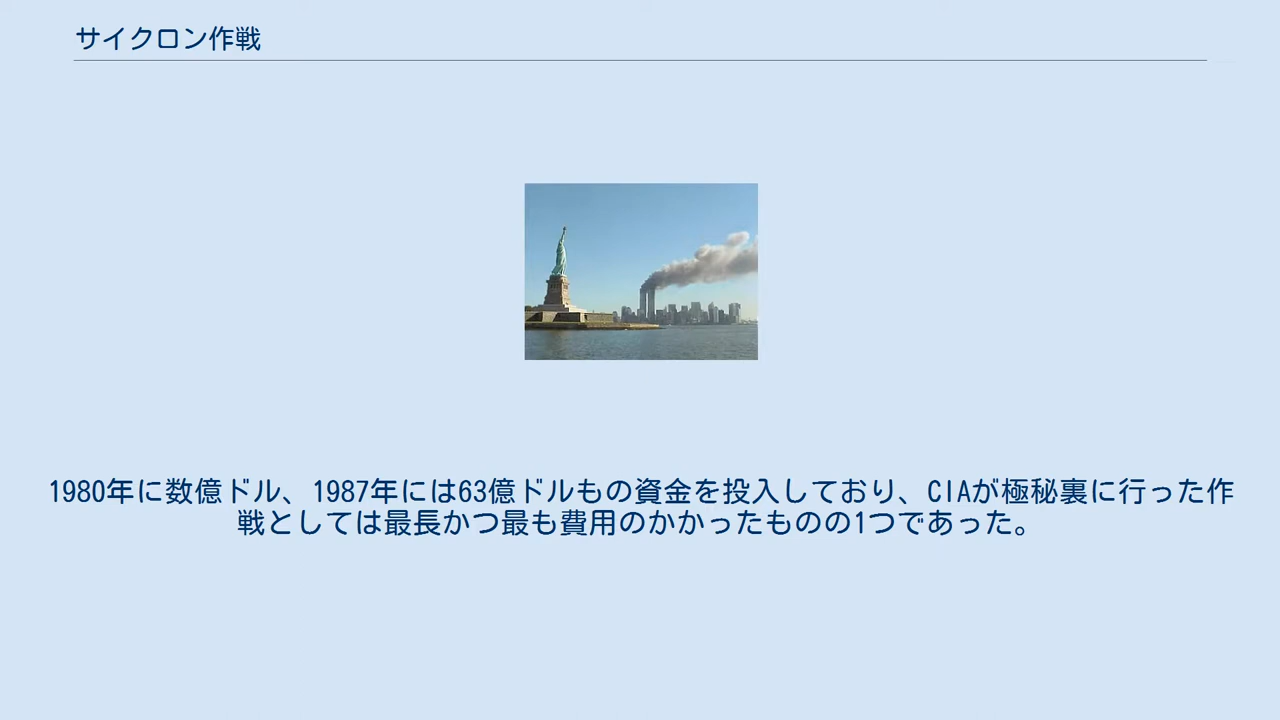 サイクロン作戦
1980年に数億ドル、1987年には63億ドルもの資金を投入しており、CIAが極秘裏に行った作
戦としては最長かつ最も費用のかかったものの1つであった。